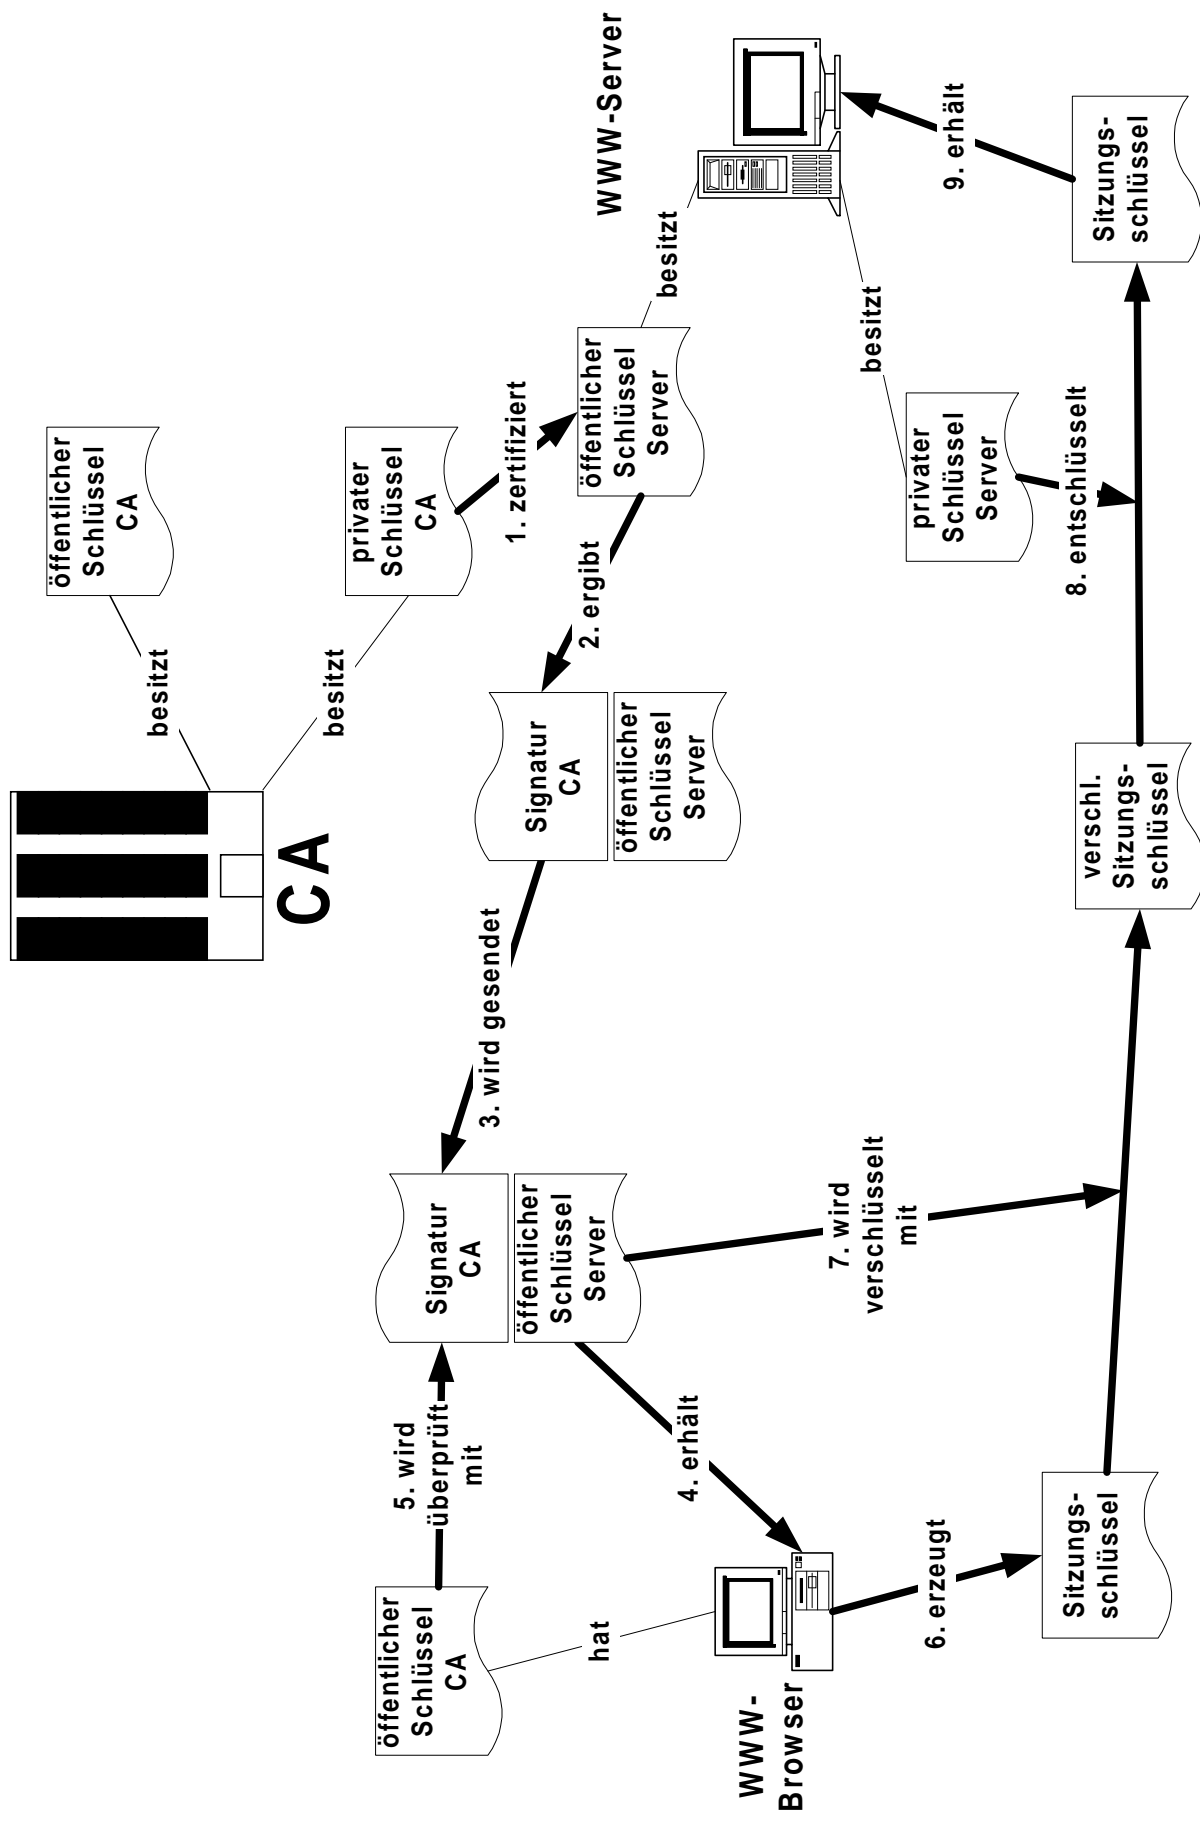 CA
besitzt
öffentlicher
Schlüssel
CA
besitzt
privater
Schlüssel
CA
1. zertifiziert
öffentlicher
Schlüssel
Server
besitzt
WWW-Server
besitzt
privater
Schlüssel
Server
2. ergibt
Signatur
CA
öffentlicher
Schlüssel
Server
3. wird gesendet
Signatur
CA
öffentlicher
Schlüssel
Server
4. erhält
WWW-
Browser
hat
öffentlicher
Schlüssel
CA
5. wird
überprüft
mit
6. erzeugt
Sitzungs-
schlüssel
7. wird
verschlüsselt
mit
verschl.
Sitzungs-
schlüssel
8. entschlüsselt
Sitzungs-
schlüssel
9. erhält